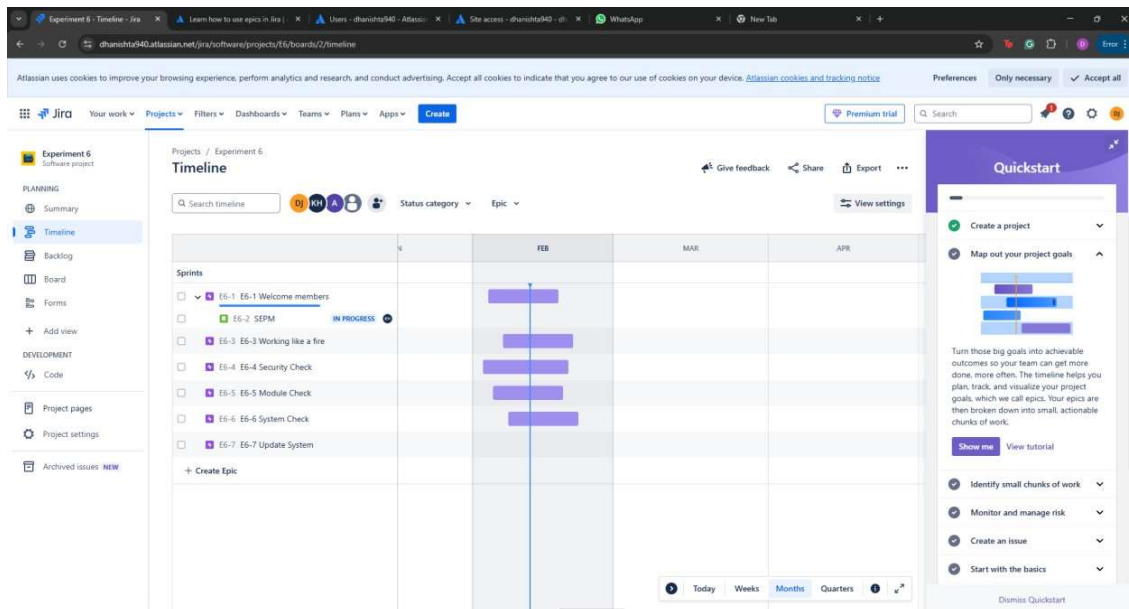 Experiment 6 - Timeline - Jira
Learn how to use epics in Jira |
Users - dhanishta940 - Atlassian
Site access - dhanishta940 - dh
WhatsApp
New Tab
dhanishta940.atlassian.net/jira/software/projects/E6/boards/2/timeline
Error
Atlassian uses cookies to improve your browsing experience, perform analytics and research, and conduct advertising. Accept all cookies to indicate that you agree to our use of cookies on your device. Atlassian cookies and tracking notice
Preferences
Only necessary
Accept all
Jira
Your work
Projects
Filters
Dashboards
Teams
Plans
Apps
Create
Premium trial
Search
DJ
Experiment 6
Software project
PLANNING
Summary
Timeline
Backlog
Board
Forms
Add view
DEVELOPMENT
Code
Project pages
Project settings
Archived issues NEW
Projects / Experiment 6
Timeline
Give feedback
Share
Export
Search timeline
DJ
KH
A
Status category
Epic
View settings
FEB
MAR
APR
Sprints
E6-1 E6-1 Welcome members
E6-2 SEPM IN PROGRESS
E6-3 E6-3 Working like a fire
E6-4 E6-4 Security Check
E6-5 E6-5 Module Check
E6-6 E6-6 System Check
E6-7 E6-7 Update System
+ Create Epic
Today
Weeks
Months
Quarters
Quickstart
Create a project
Map out your project goals
Turn those big goals into achievable
outcomes so your team can get more
done, more often. The timeline helps you
plan, track, and visualize your project
goals, which we call epics. Your epics are
then broken down into small, actionable
chunks of work.
Show me
View tutorial
Identify small chunks of work
Monitor and manage risk
Create an issue
Start with the basics
Dismiss Quickstart